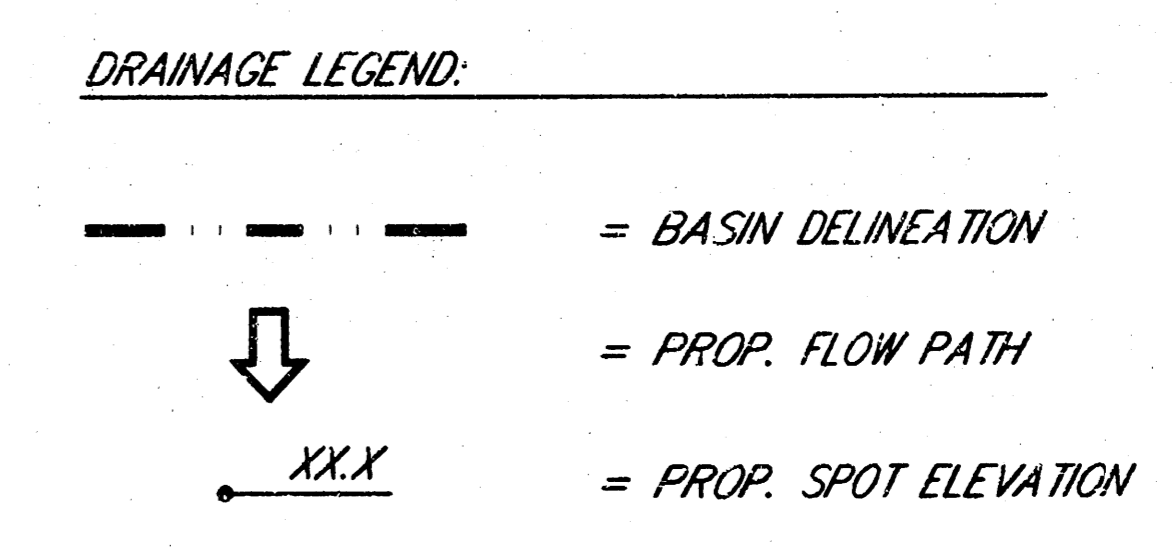 DRAINAGE LEGEND:
= BASIN DELINEATION
= PROP. FLOW PATH
XX.X = PROP. SPOT ELEVATION